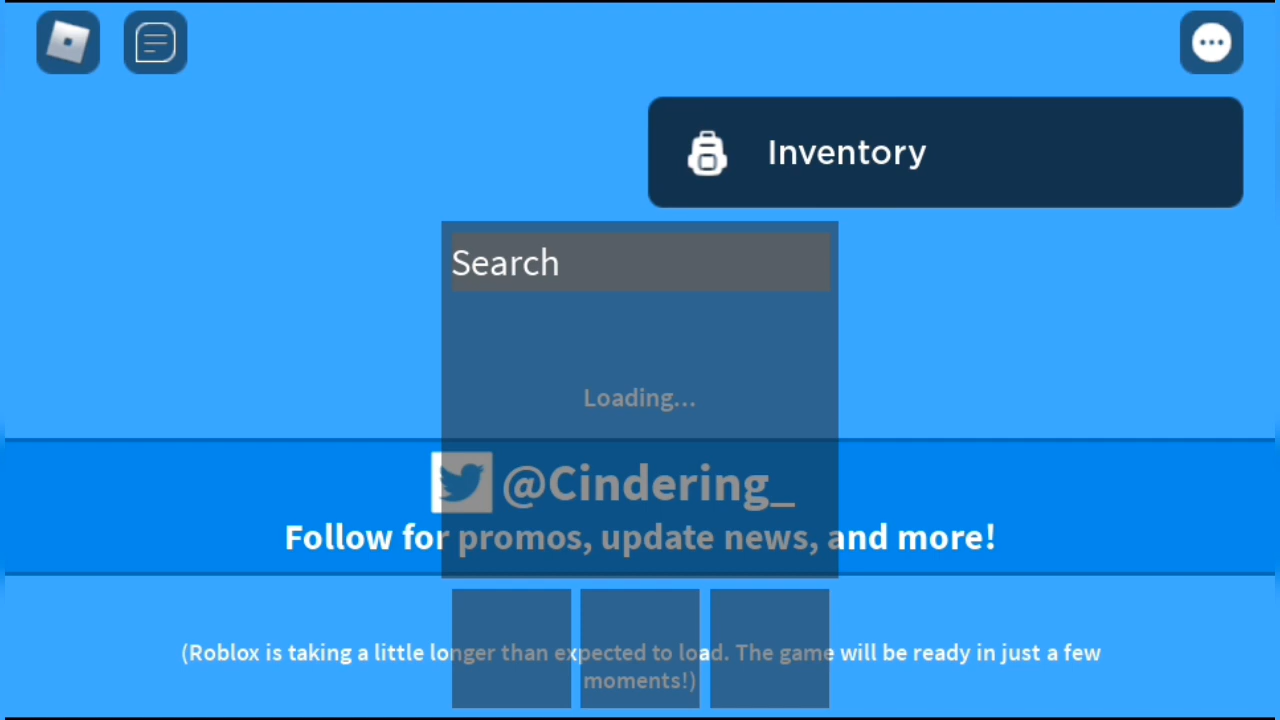 Inventory
Search
Loading...
@Cindering_
Follow for promos, update news, and more!
(Roblox is taking a little longer than expected to load. The game will be ready in just a few
moments!)